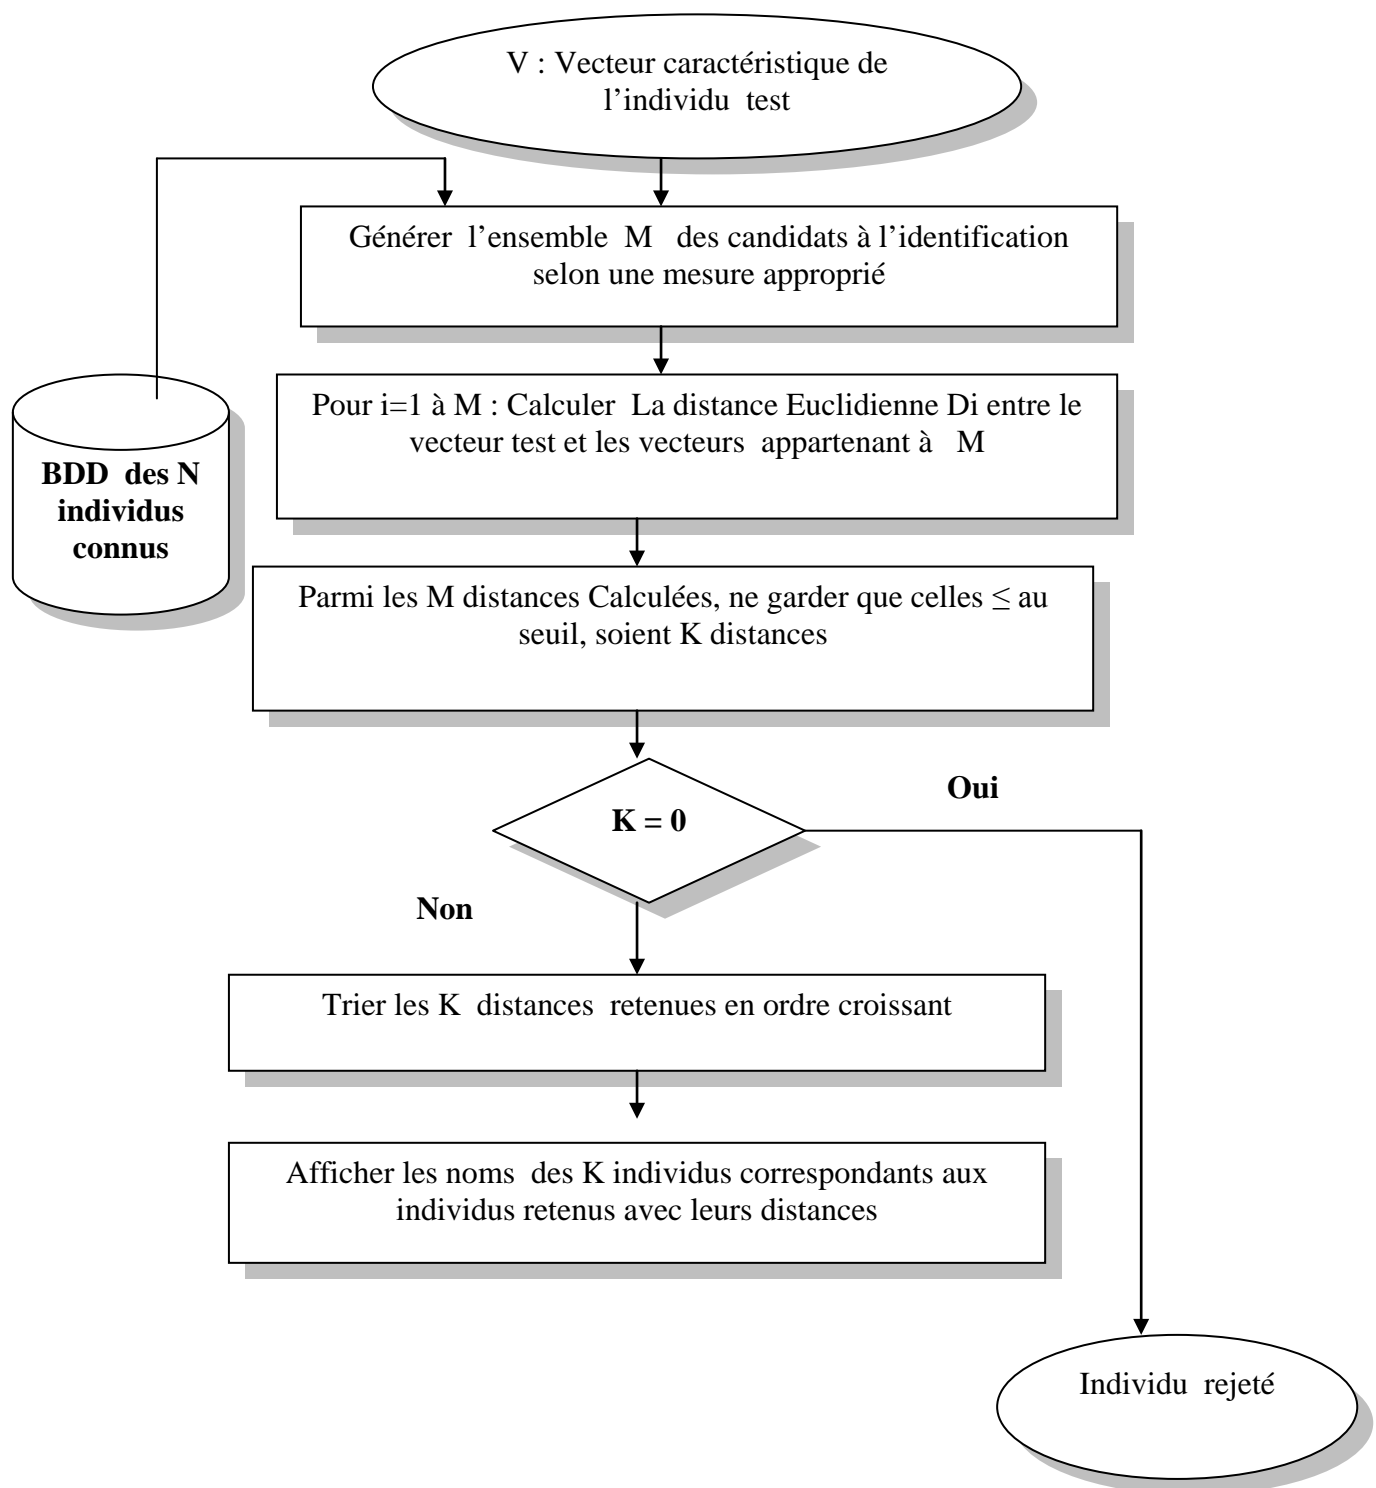 V : Vecteur caractéristique de
l’individu test
Générer l’ensemble M des candidats à l’identification
selon une mesure approprié
Pour i=1 à M : Calculer La distance Euclidienne Di entre le
vecteur test et les vecteurs appartenant à M
BDD des N
individus
connus
Parmi les M distances Calculées, ne garder que celles ≤ au
seuil, soient K distances
Oui
K = 0
Non
Trier les K distances retenues en ordre croissant
Afficher les noms des K individus correspondants aux
individus retenus avec leurs distances
Individu rejeté